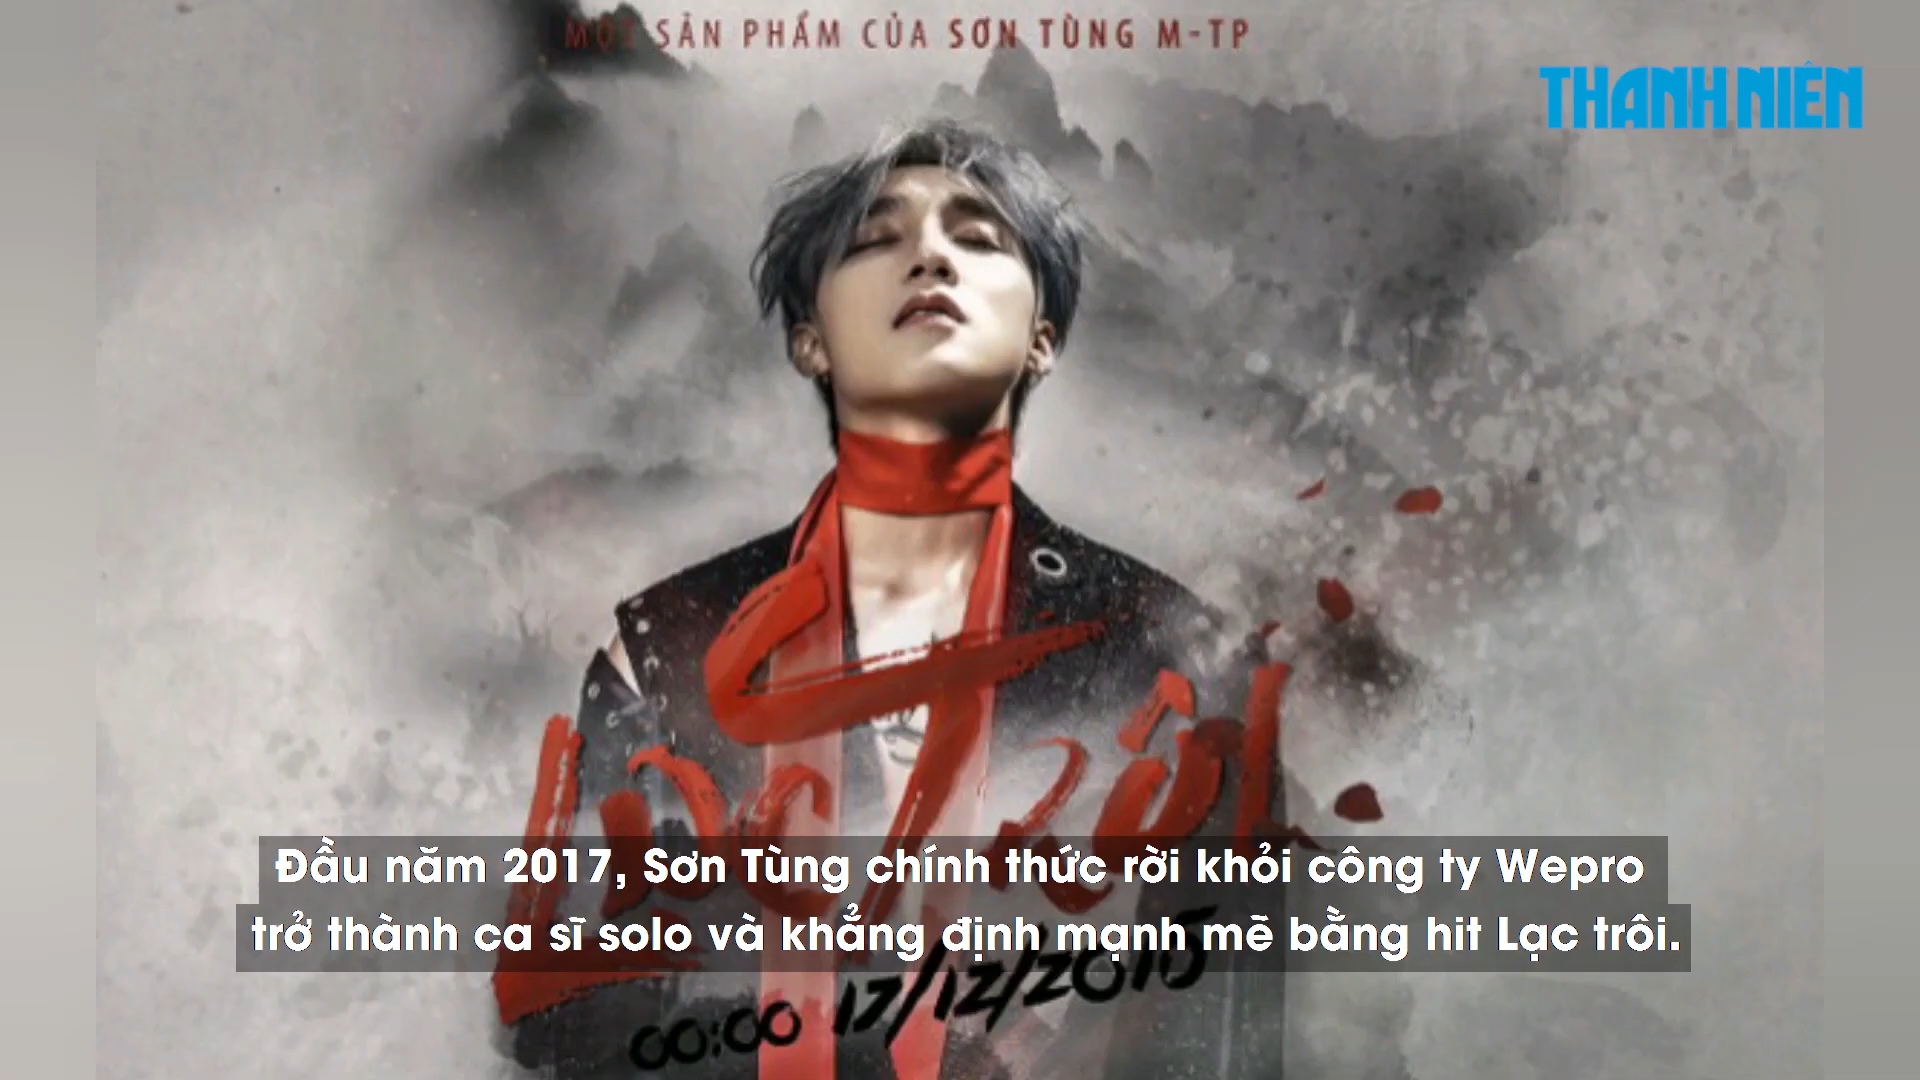 MỘT SẢN PHẨM CỦA SƠN TÙNG M-TP
THANH NIÊN
Lạc Trôi
Đầu năm 2017, Sơn Tùng chính thức rời khỏi công ty Wepro
trở thành ca sĩ solo và khẳng định mạnh mẽ bằng hit Lạc trôi.
00:00 17/12/2015